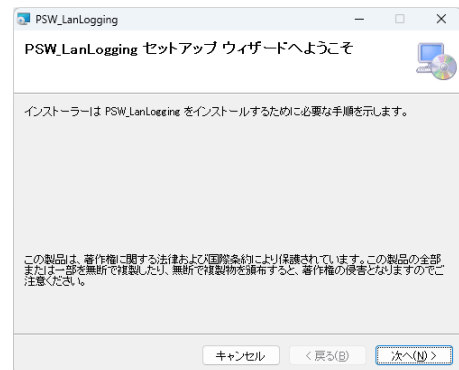 PSW_LanLogging
PSW_LanLogging セットアップ ウィザードへようこそ
インストーラーは PSW_LanLogging をインストールするために必要な手順を示します。
この製品は、著作権に関する法律および国際条約により保護されています。この製品の全部
または一部を無断で複製したり、無断で複製物を頒布すると、著作権の侵害となりますのでご
注意ください。
キャンセル
< 戻る(B)
次へ(N) >